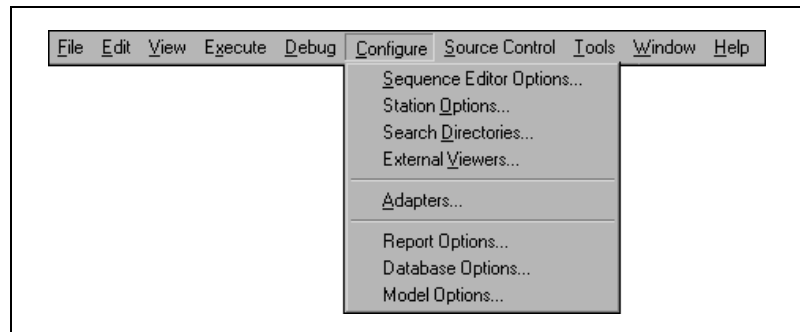 File Edit View Execute Debug Configure Source Control Tools Window Help
Sequence Editor Options...
Station Options...
Search Directories...
External Viewers...
Adapters...
Report Options...
Database Options...
Model Options...